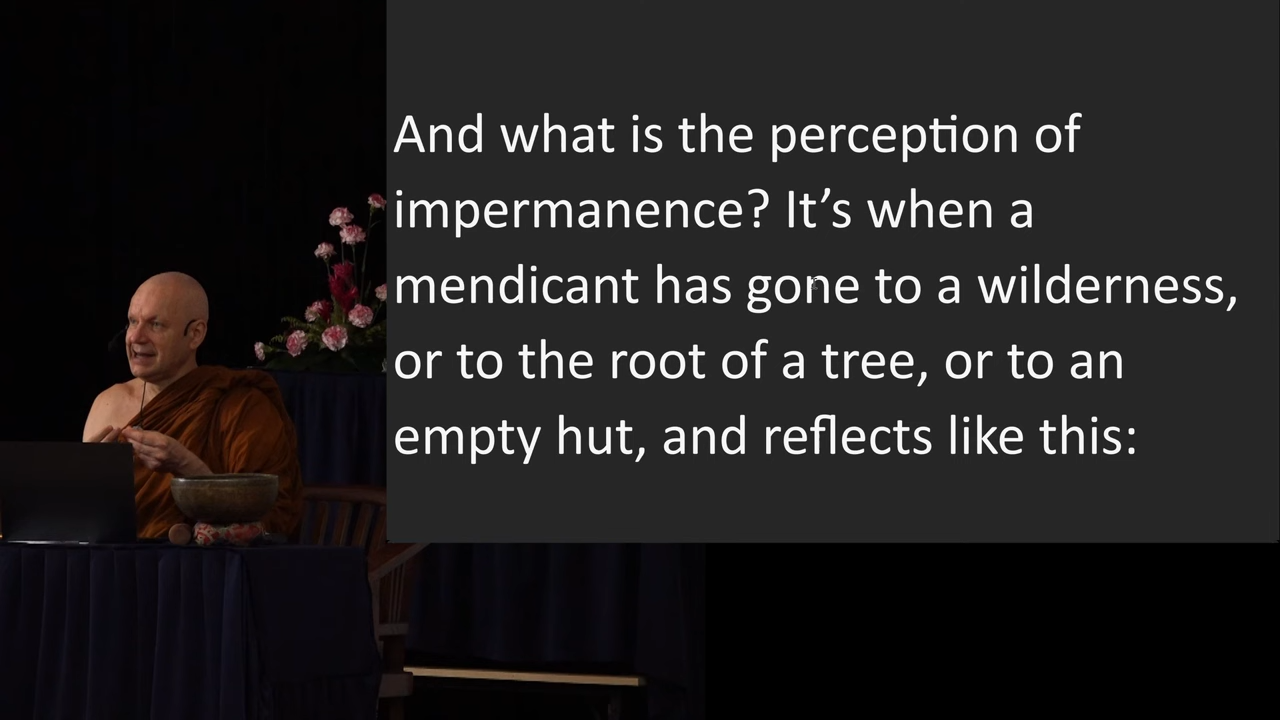 And what is the perception of
impermanence? It’s when a
mendicant has gone to a wilderness,
or to the root of a tree, or to an
empty hut, and reflects like this: